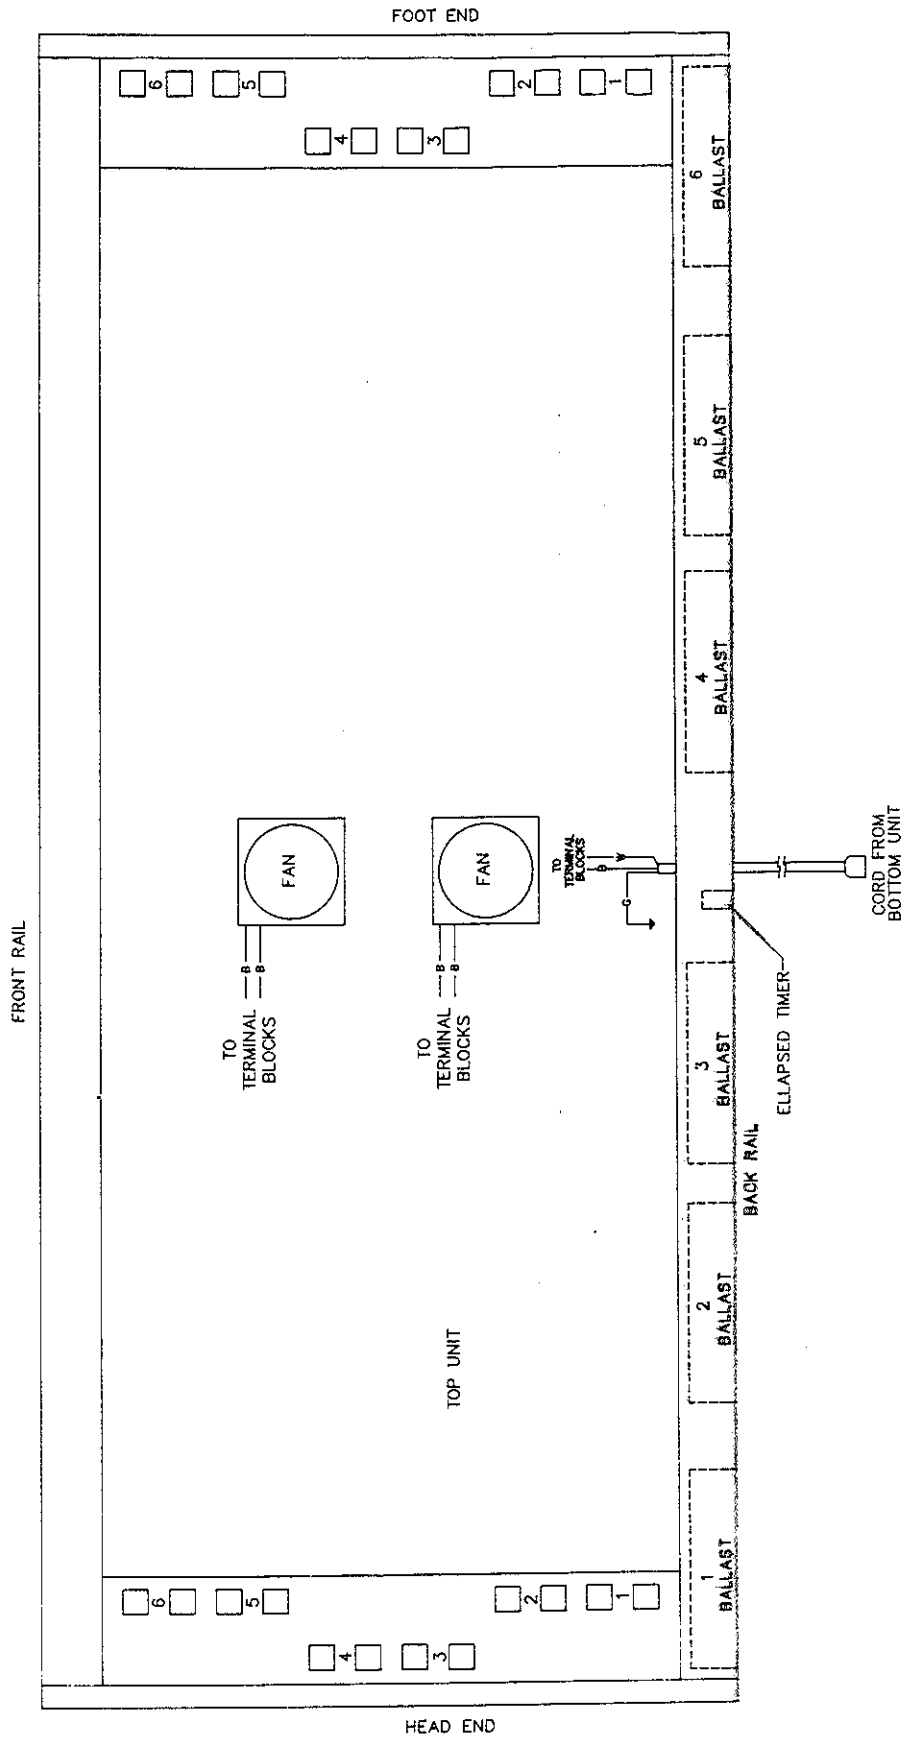 FOOT END
6
5
2
1
4
3
6
BALLAST
5
BALLAST
4
BALLAST
FRONT RAIL
FAN
FAN
B
B
TO
TERMINAL
BLOCKS
B
B
TO
TERMINAL
BLOCKS
TO
TERMINAL
BLOCKS
B
W
G
CORD FROM
BOTTOM UNIT
ELLAPSED TIMER
3
BALLAST
BACK RAIL
2
BALLAST
TOP UNIT
1
BALLAST
6
5
2
1
4
3
HEAD END